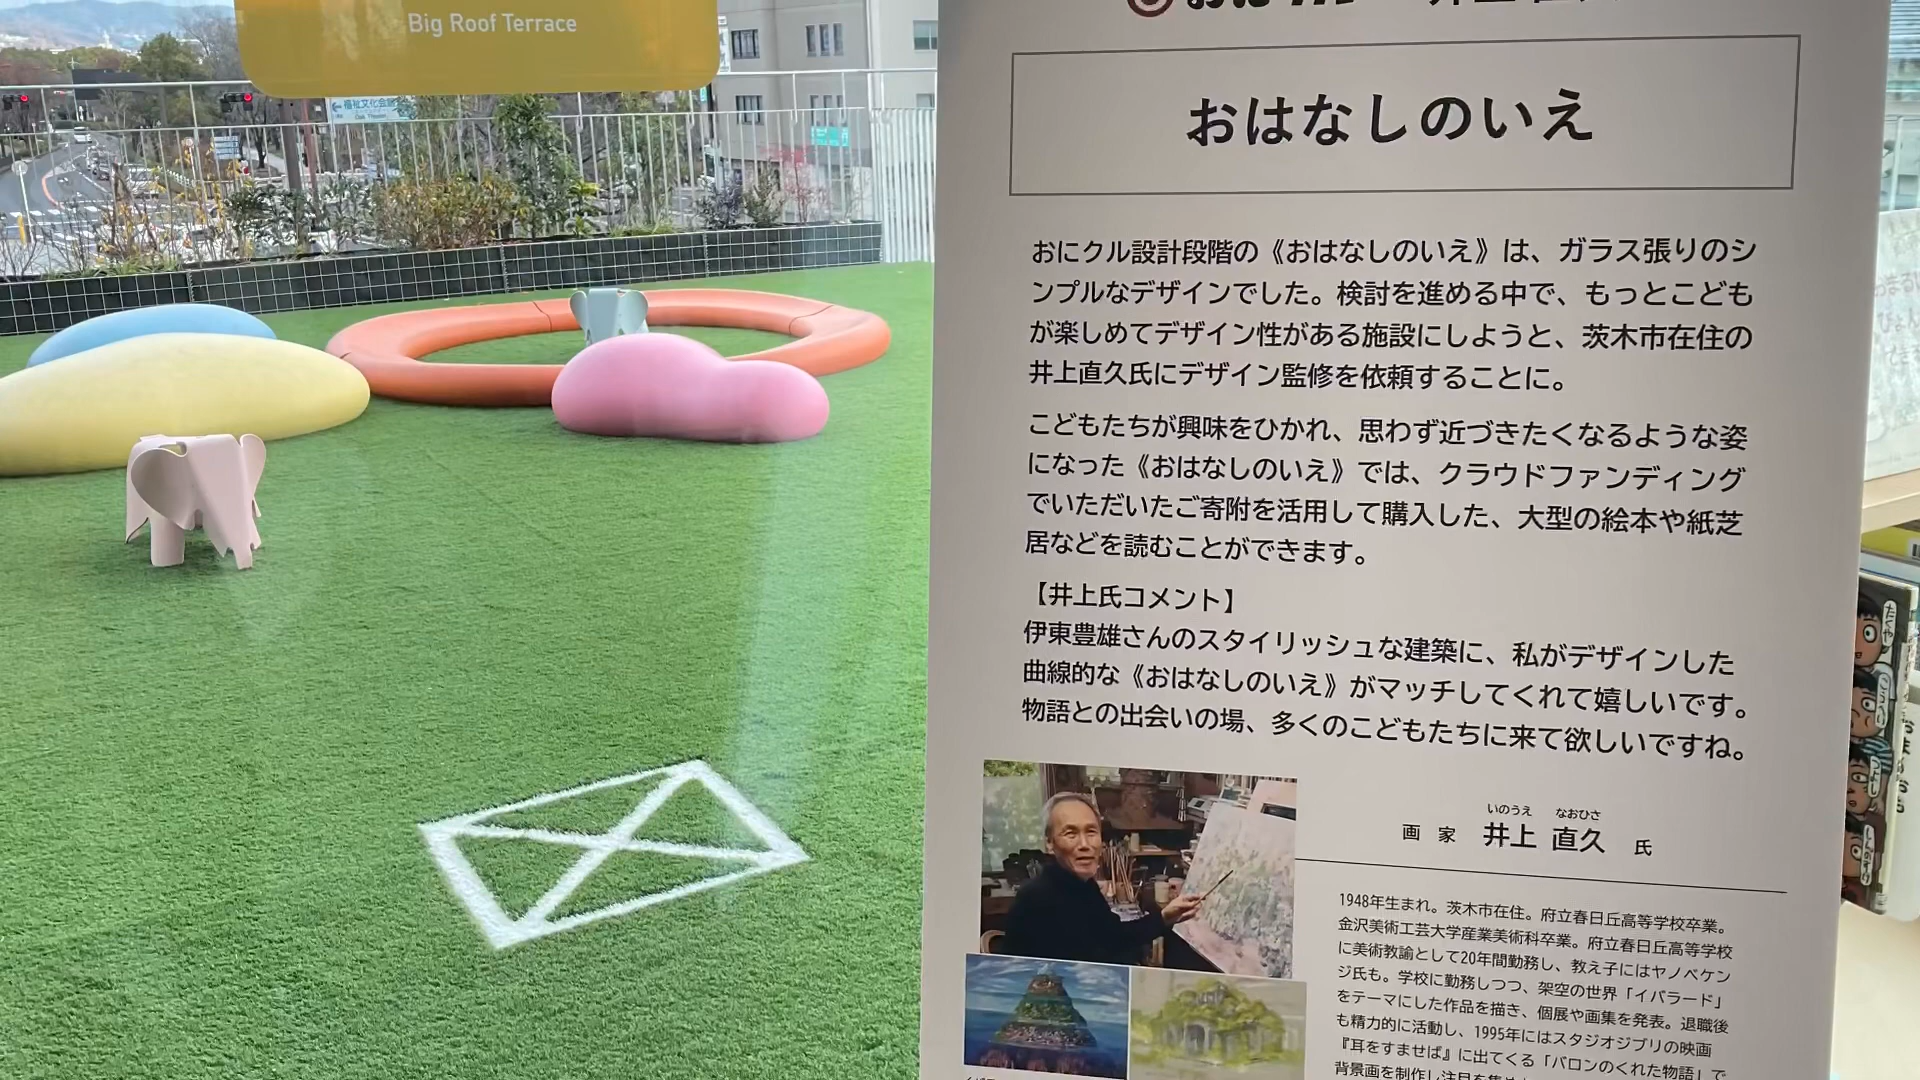 Big Roof Terrace
福祉文化会館
おはなしのいえ
おにクル設計段階の《おはなしのいえ》は、ガラス張りのシ
ンプルなデザインでした。検討を進める中で、もっとこども
が楽しめてデザイン性がある施設にしようと、茨木市在住の
井上直久氏にデザイン監修を依頼することに。
こどもたちが興味をひかれ、思わず近づきたくなるような姿
になった《おはなしのいえ》では、クラウドファンディング
でいただいたご寄附を活用して購入した、大型の絵本や紙芝
居などを読むことができます。
【井上氏コメント】
伊東豊雄さんのスタイリッシュな建築に、私がデザインした
曲線的な《おはなしのいえ》がマッチしてくれて嬉しいです。
物語との出会いの場、多くのこどもたちに来て欲しいですね。
いのうえ なおひさ
画家 井上 直久 氏
1948年生まれ。茨木市在住。府立春日丘高等学校卒業。
金沢美術工芸大学産業美術科卒業。府立春日丘高等学校
に美術教諭として20年間勤務し、教え子にはヤノベケン
ジ氏も。学校に勤務しつつ、架空の世界「イバラード」
をテーマにした作品を描き、個展や画集を発表。退職後
も精力的に活動し、1995年にはスタジオジブリの映画
『耳をすませば』に出てくる「バロンのくれた物語」で
背景画を制作し注目を集め